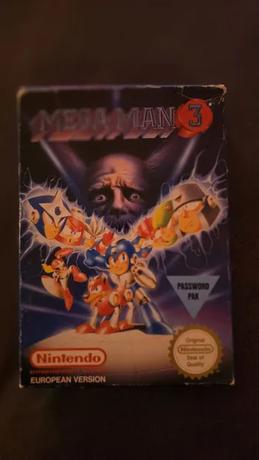 MEGA MAN 3
PASSWORD
PAK
Nintendo
EUROPEAN VERSION
Original
Nintendo
Seal of
Quality